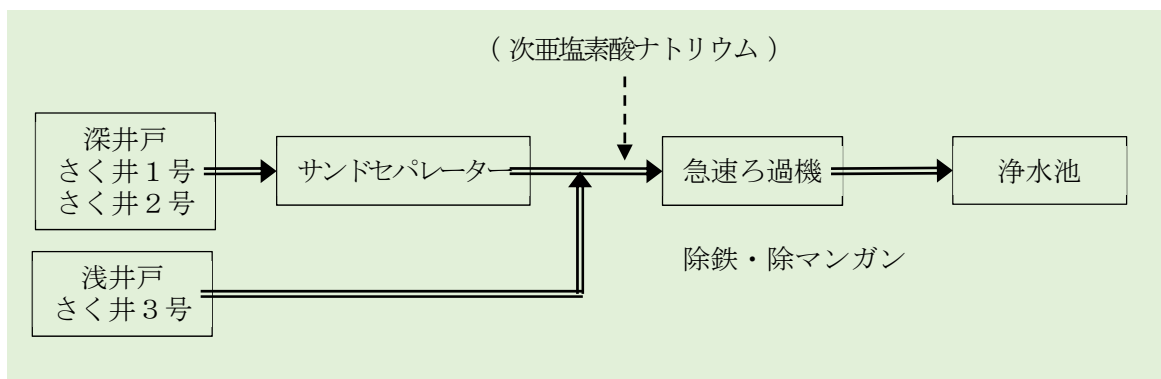 （ 次亜塩素酸ナトリウム ）
深井戸
さく井１号
さく井２号
サンドセパレーター
急速ろ過機
浄水池
除鉄・除マンガン
浅井戸
さく井３号